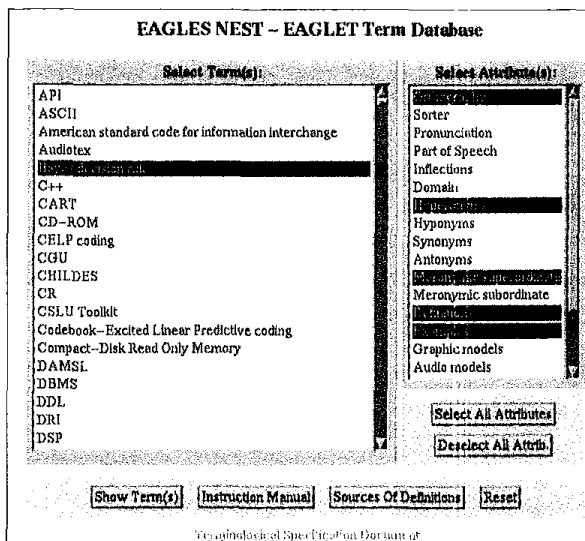 EAGLES NEST – EAGLET Term Database
Select Term(s):
API
ASCII
American standard code for information interchange
Audiotex
C++
CART
CD-ROM
CELP coding
CGU
CHILDES
CR
CSLU Toolkit
Codebook-Excited Linear Predictive coding
Compact-Disk Read Only Memory
DAMSL
DBMS
DDL
DRI
DSP
Select Attribute(s):
Sorter
Pronunciation
Part of Speech
Inflections
Domain
Hyponyms
Synonyms
Antonyms
Meronymic subordinate
Graphic models
Audio models
Select All Attributes
Deselect All Attrib.
Show Term(s) Instruction Manual Sources Of Definitions Reset
Terminological Specification Document